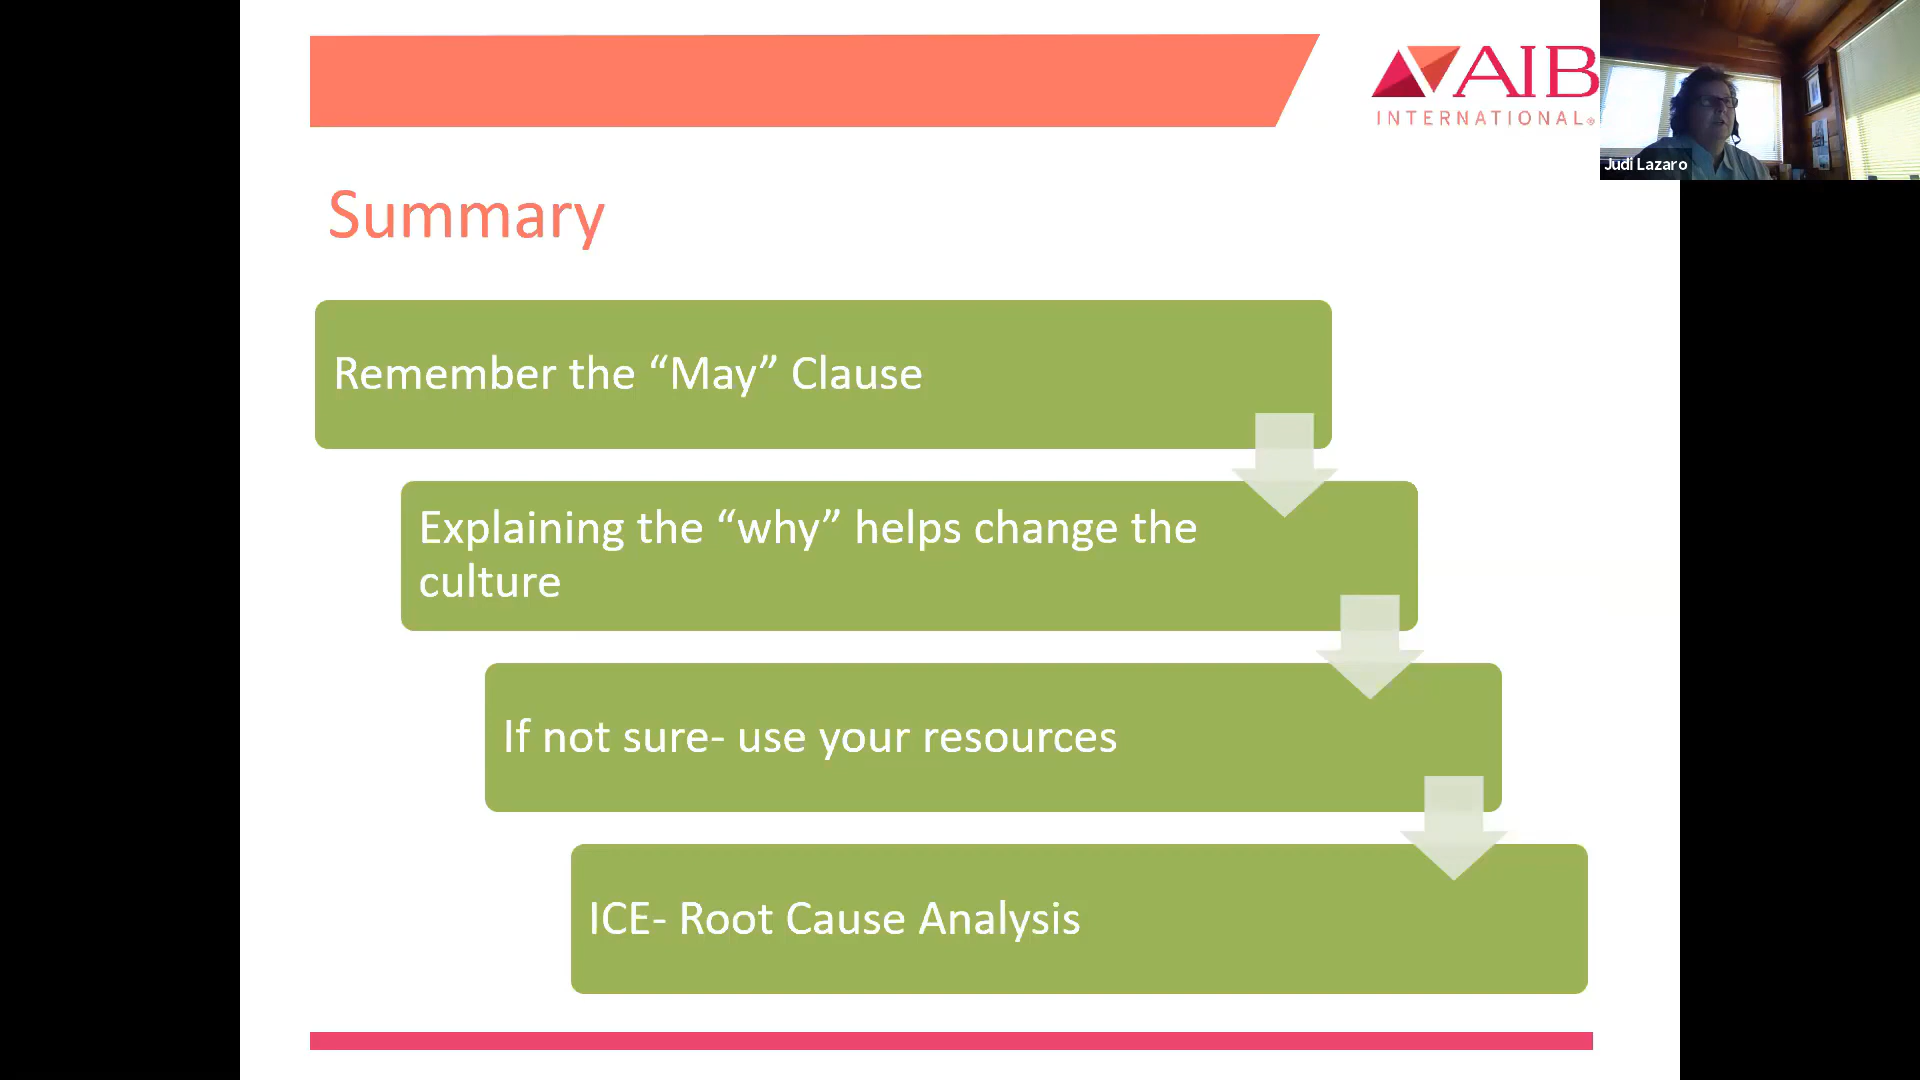 AIB
INTERNATIONAL®
Judi Lazaro
Summary
Remember the “May” Clause
Explaining the “why” helps change the
culture
If not sure- use your resources
ICE- Root Cause Analysis